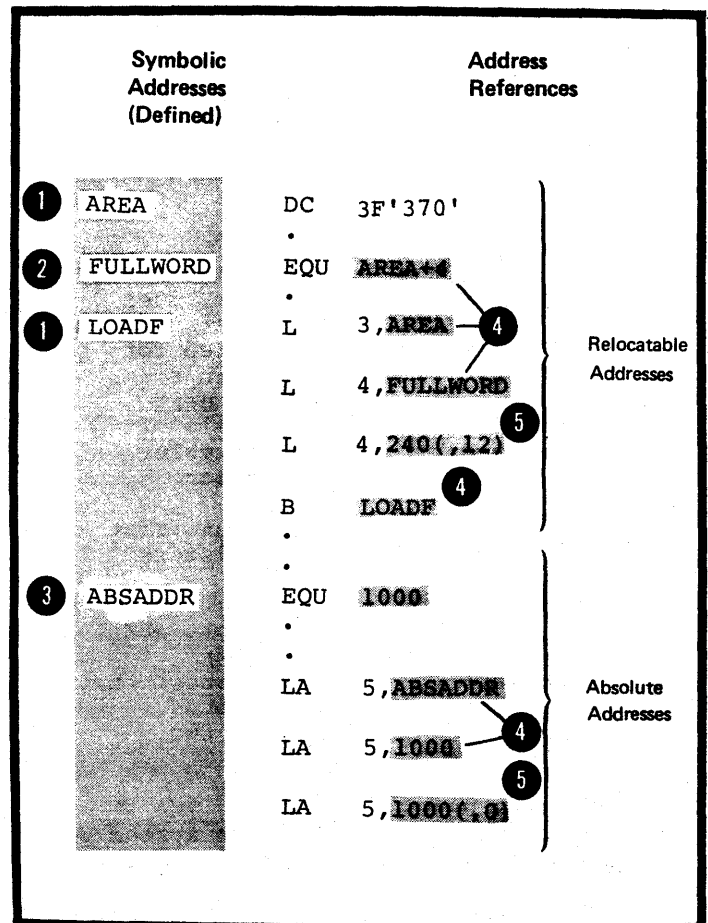 Symbolic Address
Addresses References
(Defined)
1 AREA DC 3F'370'
2 FULLWORD EQU AREA+4
1 LOADF L 3,AREA 4
Relocatable
Addresses
L 4,FULLWORD
5
L 4,240(,12)
4
B LOADF
3 ABSADDR EQU 1000
LA 5,ABSADDR
Absolute
Addresses
4
LA 5,1000
5
LA 5,1000(,0)